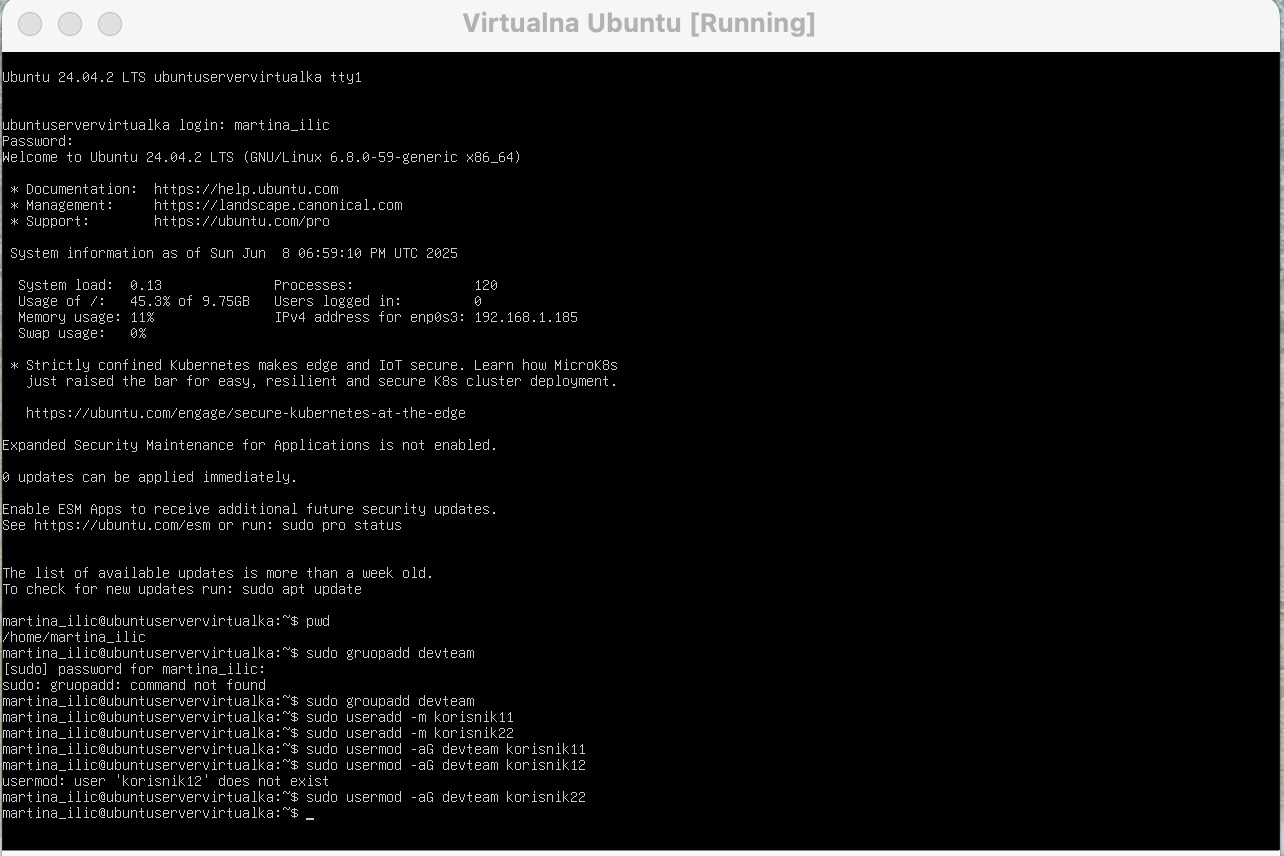 Virtualna Ubuntu [Running]
Ubuntu 24.04.2 LTS ubuntuservervirtualka tty1
ubuntuservervirtualka login: martina_ilic
Password:
Welcome to Ubuntu 24.04.2 LTS (GNU/Linux 6.8.0-59-generic x86_64)
* Documentation:  https://help.ubuntu.com
* Management:     https://landscape.canonical.com
* Support:        https://ubuntu.com/pro
System information as of Sun Jun  8 06:59:10 PM UTC 2025
System load:  0.13              Processes:               120
Usage of /:   45.3% of 9.75GB   Users logged in:         0
Memory usage: 11%               IPv4 address for enp0s3: 192.168.1.185
Swap usage:   0%
* Strictly confined Kubernetes makes edge and IoT secure. Learn how MicroK8s
just raised the bar for easy, resilient and secure K8s cluster deployment.
https://ubuntu.com/engage/secure-kubernetes-at-the-edge
Expanded Security Maintenance for Applications is not enabled.
0 updates can be applied immediately.
Enable ESM Apps to receive additional future security updates.
See https://ubuntu.com/esm or run: sudo pro status
The list of available updates is more than a week old.
To check for new updates run: sudo apt update
martina_ilic@ubuntuservervirtualka:~$ pwd
/home/martina_ilic
martina_ilic@ubuntuservervirtualka:~$ sudo gruopadd devteam
[sudo] password for martina_ilic:
sudo: gruopadd: command not found
martina_ilic@ubuntuservervirtualka:~$ sudo groupadd devteam
martina_ilic@ubuntuservervirtualka:~$ sudo useradd -m korisnik11
martina_ilic@ubuntuservervirtualka:~$ sudo useradd -m korisnik22
martina_ilic@ubuntuservervirtualka:~$ sudo usermod -aG devteam korisnik11
martina_ilic@ubuntuservervirtualka:~$ sudo usermod -aG devteam korisnik12
usermod: user 'korisnik12' does not exist
martina_ilic@ubuntuservervirtualka:~$ sudo usermod -aG devteam korisnik22
martina_ilic@ubuntuservervirtualka:~$ _